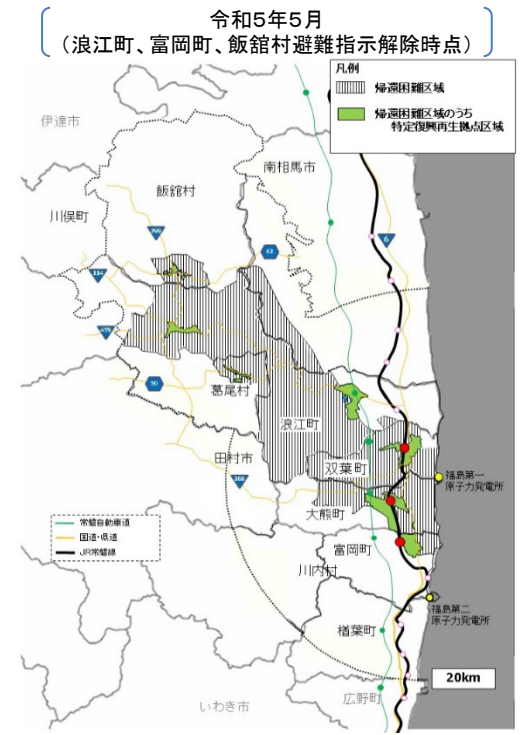 令和5年5月
（浪江町、富岡町、飯舘村避難指示解除時点）
凡例
帰還困難区域
帰還困難区域のうち
特定復興再生拠点区域
伊達市
南相馬市
飯舘村
川俣町
399
62
6
114
459
50
葛尾村
浪江町
田村市
双葉町
福島第一
原子力発電所
288
大熊町
常磐自動車道
国道・県道
JR常磐線
富岡町
川内村
福島第二
原子力発電所
楢葉町
20km
広野町
いわき市